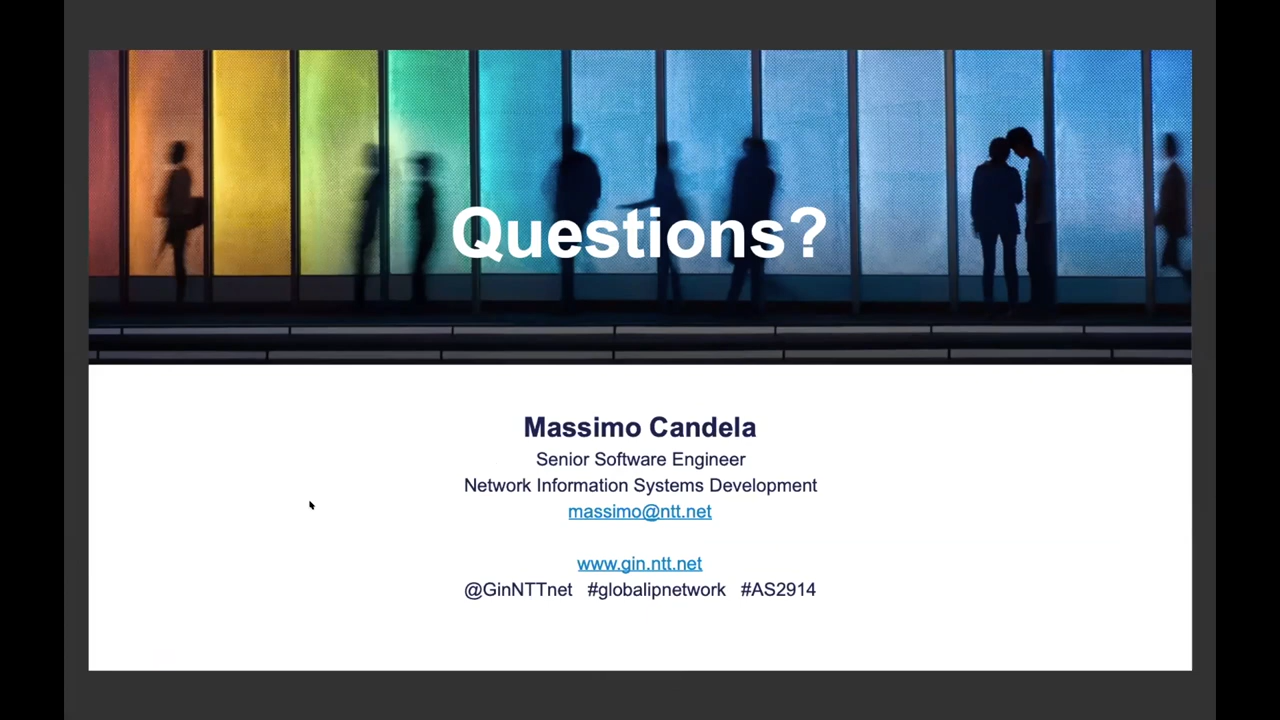 Questions?
Massimo Candela
Senior Software Engineer
Network Information Systems Development
massimo@ntt.net
www.gin.ntt.net
@GinNTTnet #globalipnetwork #AS2914